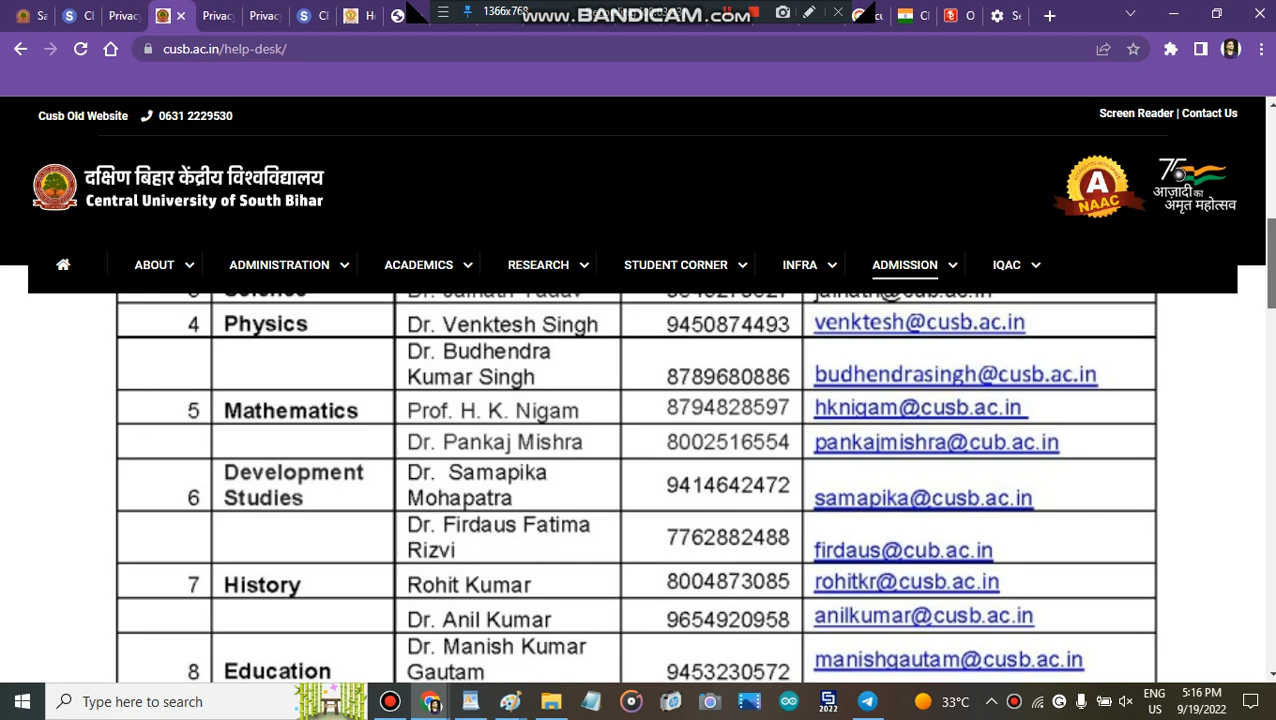 Privacy
Privacy
Privacy
1366x768
www.BANDICAM.com
cusb.ac.in/help-desk/
Cusb Old Website 0631 2229530
Screen Reader | Contact Us
दक्षिण बिहार केंद्रीय विश्वविद्यालय
Central University of South Bihar
A
NAAC
75
आज़ादी का
अमृत महोत्सव
ABOUT ADMINISTRATION ACADEMICS RESEARCH STUDENT CORNER INFRA ADMISSION IQAC
4 Physics Dr. Venktesh Singh 9450874493 venktesh@cusb.ac.in
Dr. Budhendra
Kumar Singh 8789680886 budhendrasingh@cusb.ac.in
5 Mathematics Prof. H. K. Nigam 8794828597 hknigam@cusb.ac.in
Dr. Pankaj Mishra 8002516554 pankajmishra@cub.ac.in
Development Dr. Samapika
6 Studies Mohapatra 9414642472 samapika@cusb.ac.in
Dr. Firdaus Fatima
Rizvi 7762882488 firdaus@cub.ac.in
7 History Rohit Kumar 8004873085 rohitkr@cusb.ac.in
Dr. Anil Kumar 9654920958 anilkumar@cusb.ac.in
Dr. Manish Kumar
8 Education Gautam 9453230572 manishgautam@cusb.ac.in
Type here to search
2022
33°C
ENG
US
5:16 PM
9/19/2022